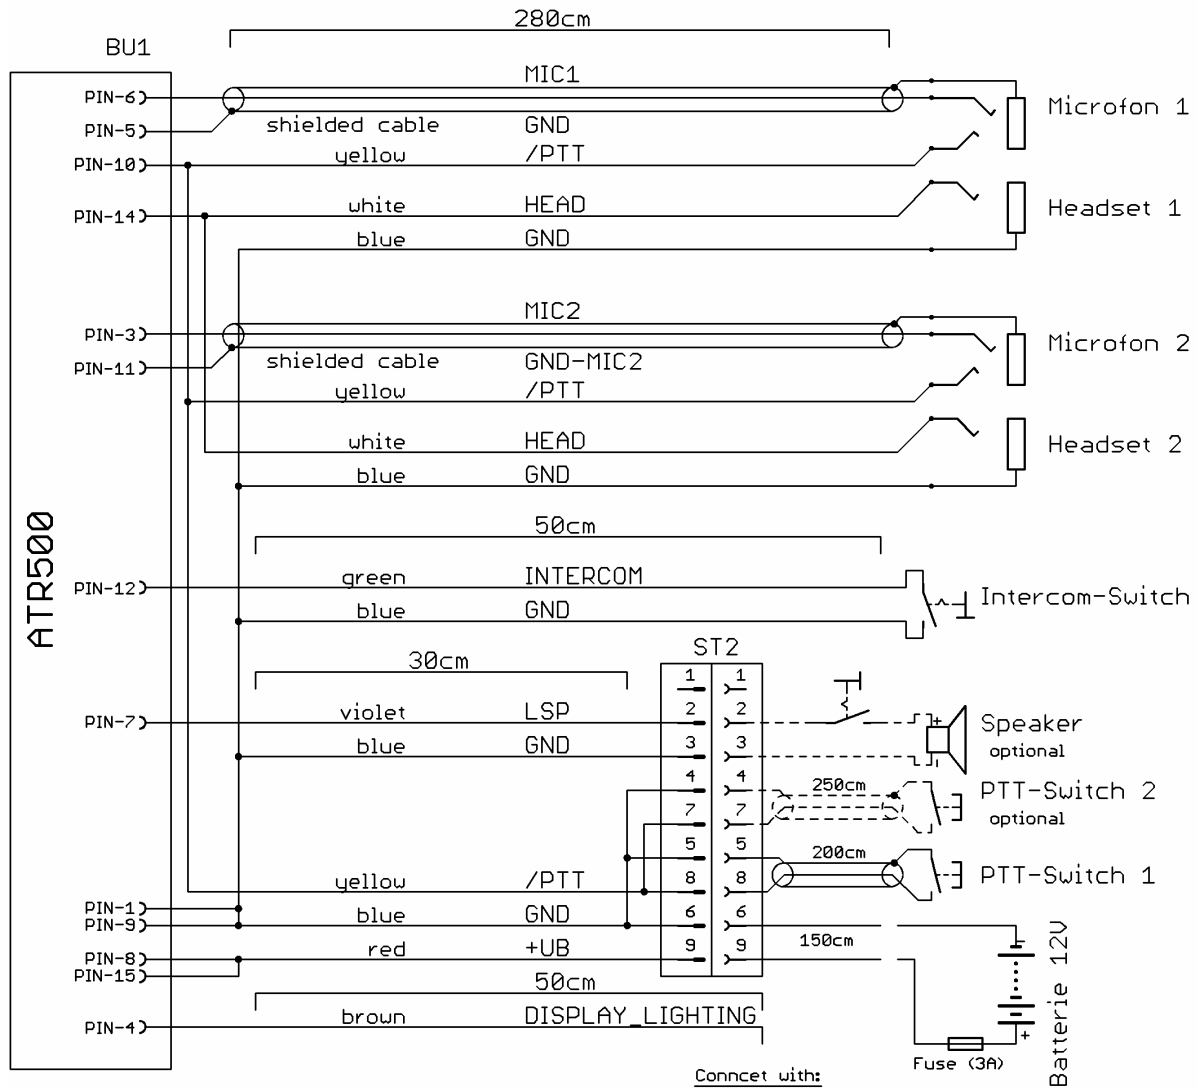 280cm
BU1
MIC1
PIN-6
Microfon 1
PIN-5
shielded cable GND
PIN-10
yellow /PTT
PIN-14
white HEAD
Headset 1
blue GND
MIC2
PIN-3
Microfon 2
PIN-11
shielded cable GND-MIC2
yellow /PTT
white HEAD
Headset 2
blue GND
ATR500
50cm
PIN-12
green INTERCOM
Intercom-Switch
blue GND
ST2
30cm
1 1
PIN-7
violet LSP
2 2
+
Speaker
optional
blue GND
3 3
4 4
250cm
PTT-Switch 2
optional
7 7
5 5
200cm
PTT-Switch 1
yellow /PTT
8 8
PIN-1
PIN-9
blue GND
6 6
150cm
PIN-8
red +UB
9 9
PIN-15
-
+
Batterie 12V
50cm
PIN-4
brown DISPLAY_LIGHTING
Fuse (3A)
Conncet with: